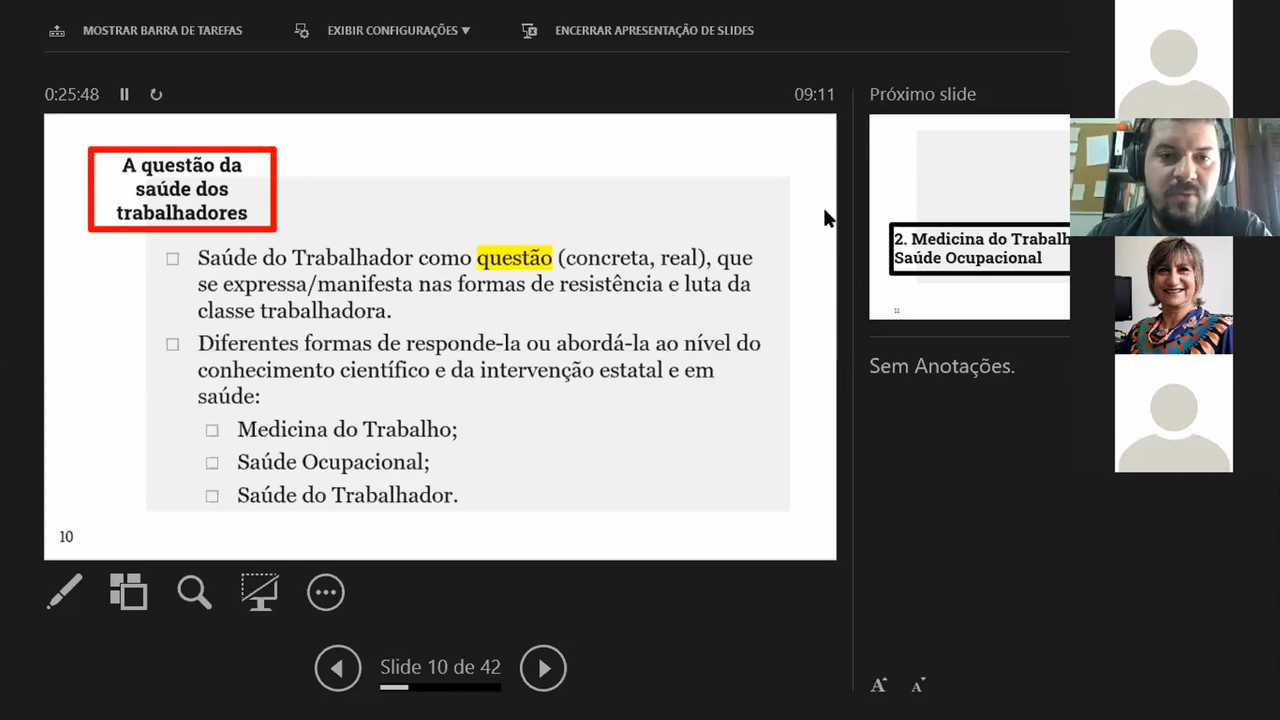 MOSTRAR BARRA DE TAREFAS
EXIBIR CONFIGURAÇÕES ▼
ENCERRAR APRESENTAÇÃO DE SLIDES
0:25:48
09:11
Próximo slide
A questão da
saúde dos
trabalhadores
Saúde do Trabalhador como questão (concreta, real), que
se expressa/manifesta nas formas de resistência e luta da
classe trabalhadora.
Diferentes formas de responde-la ou abordá-la ao nível do
conhecimento científico e da intervenção estatal e em
saúde:
Medicina do Trabalho;
Saúde Ocupacional;
Saúde do Trabalhador.
10
2. Medicina do Trabalh
Saúde Ocupacional
11
Sem Anotações.
Slide 10 de 42
A A